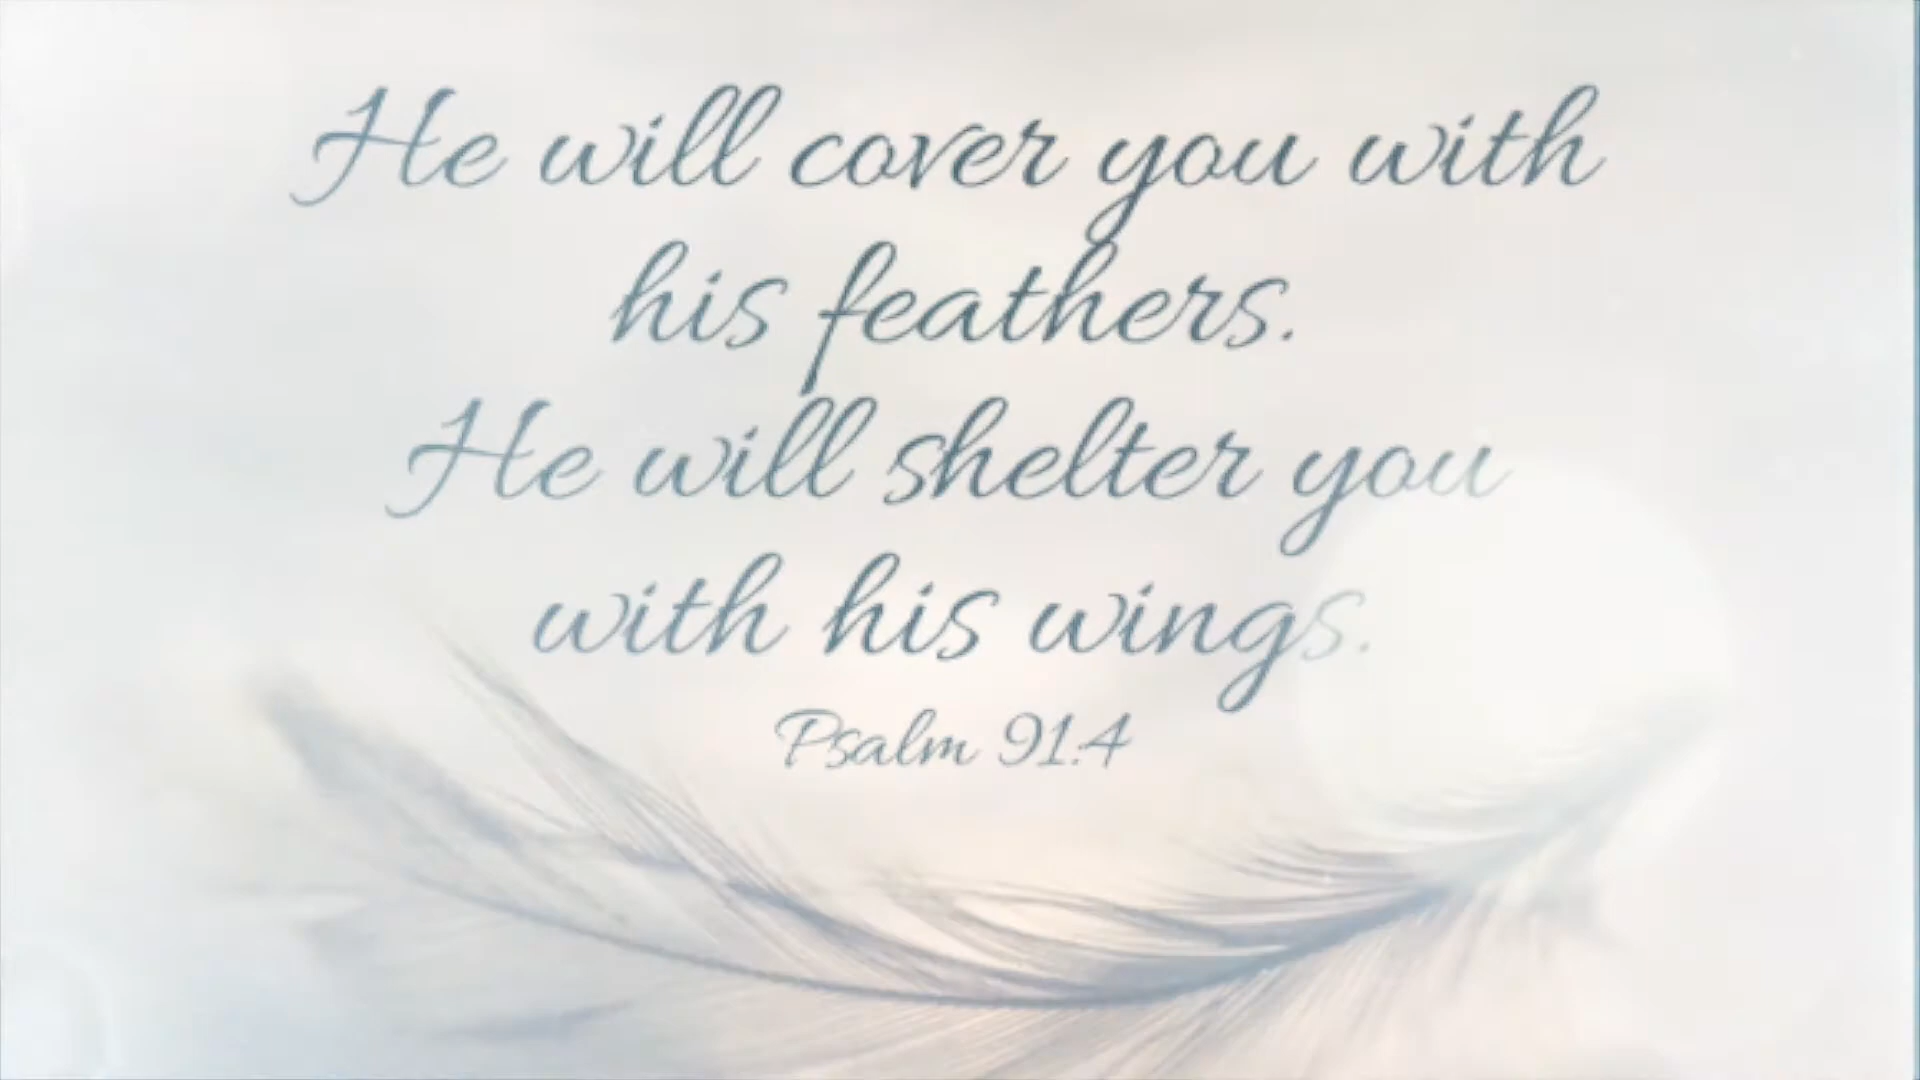 He will cover you with
his feathers.
He will shelter you
with his wings.
Psalm 91:4